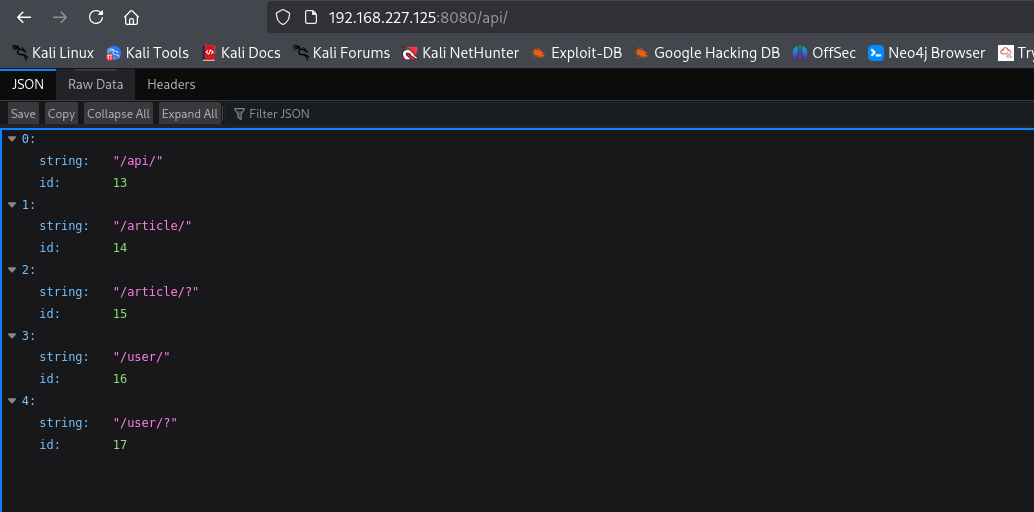 192.168.227.125:8080/api/
Kali Linux Kali Tools Kali Docs Kali Forums Kali NetHunter Exploit-DB Google Hacking DB OffSec Neo4j Browser Try
JSON Raw Data Headers
Save Copy Collapse All Expand All Filter JSON
0:
string: "/api/"
id: 13
1:
string: "/article/"
id: 14
2:
string: "/article/?"
id: 15
3:
string: "/user/"
id: 16
4:
string: "/user/?"
id: 17